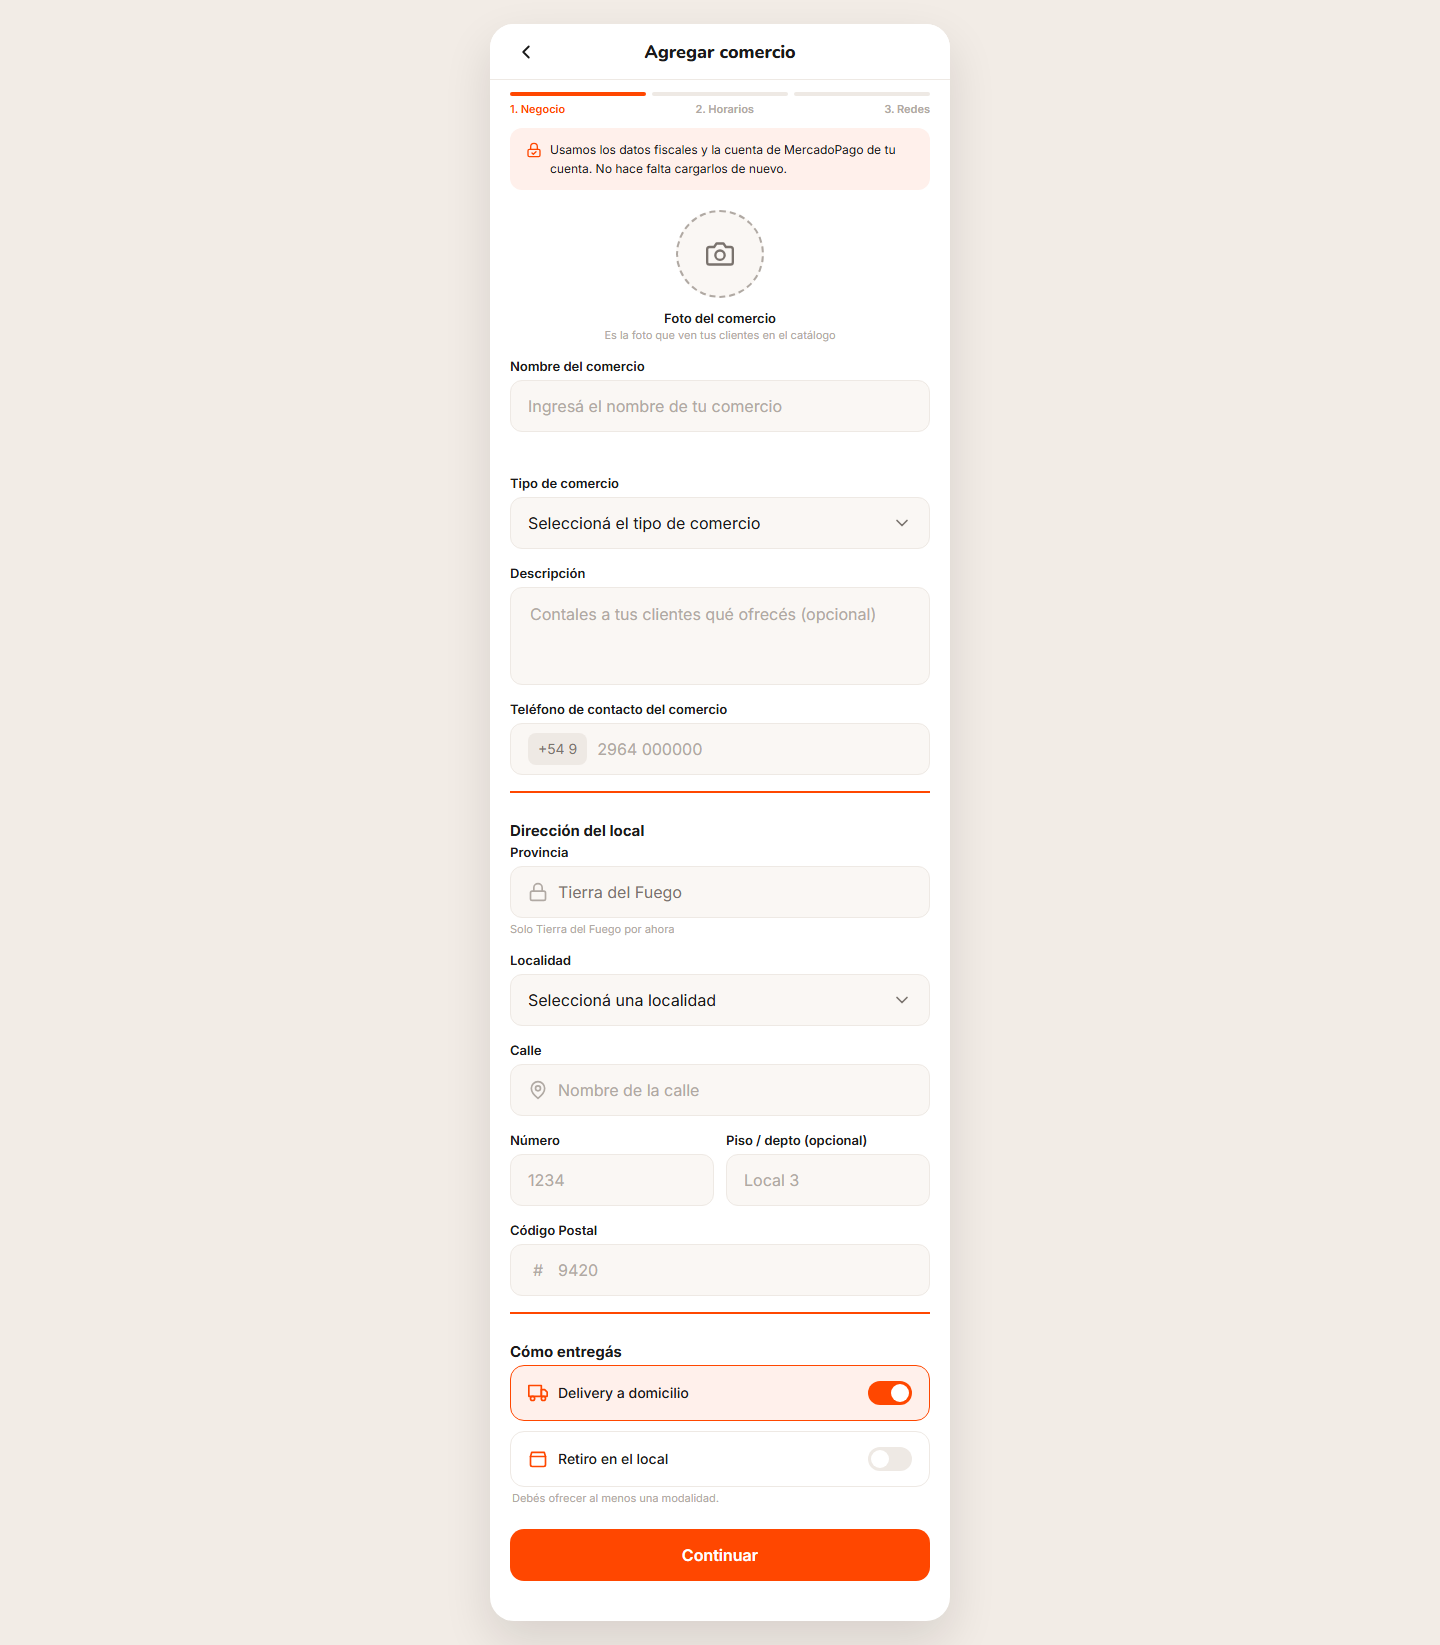 Agregar comercio
1. Negocio
2. Horarios
3. Redes
Usamos los datos fiscales y la cuenta de MercadoPago de tu
cuenta. No hace falta cargarlos de nuevo.
Foto del comercio
Es la foto que ven tus clientes en el catálogo
Nombre del comercio
Ingresá el nombre de tu comercio
Tipo de comercio
Seleccioná el tipo de comercio
Descripción
Contales a tus clientes qué ofrecés (opcional)
Teléfono de contacto del comercio
+54 9 2964 000000
Dirección del local
Provincia
Tierra del Fuego
Solo Tierra del Fuego por ahora
Localidad
Seleccioná una localidad
Calle
Nombre de la calle
Número
Piso / depto (opcional)
1234
Local 3
Código Postal
# 9420
Cómo entregás
Delivery a domicilio
Retiro en el local
Debés ofrecer al menos una modalidad.
Continuar